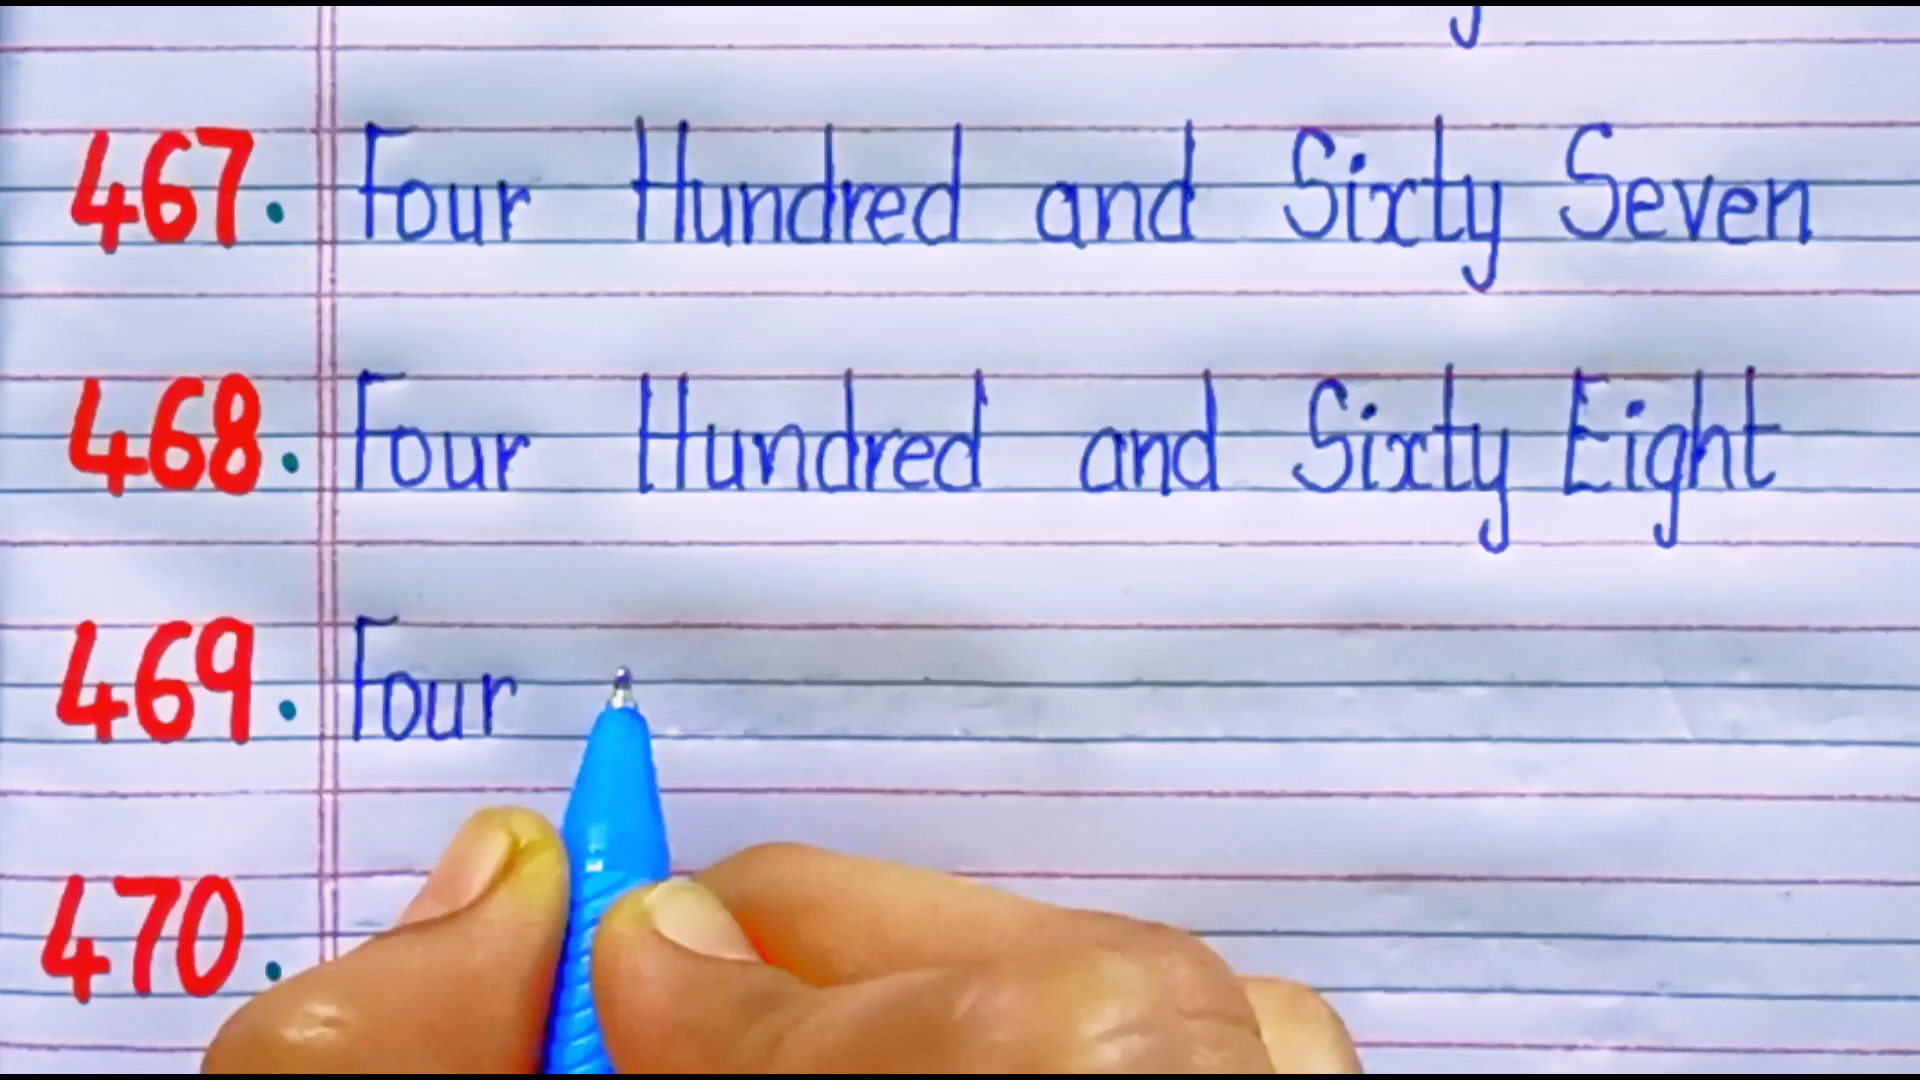 467. Four Hundred and Sixty Seven
468. Four Hundred and Sixty Eight
469. Four
470.